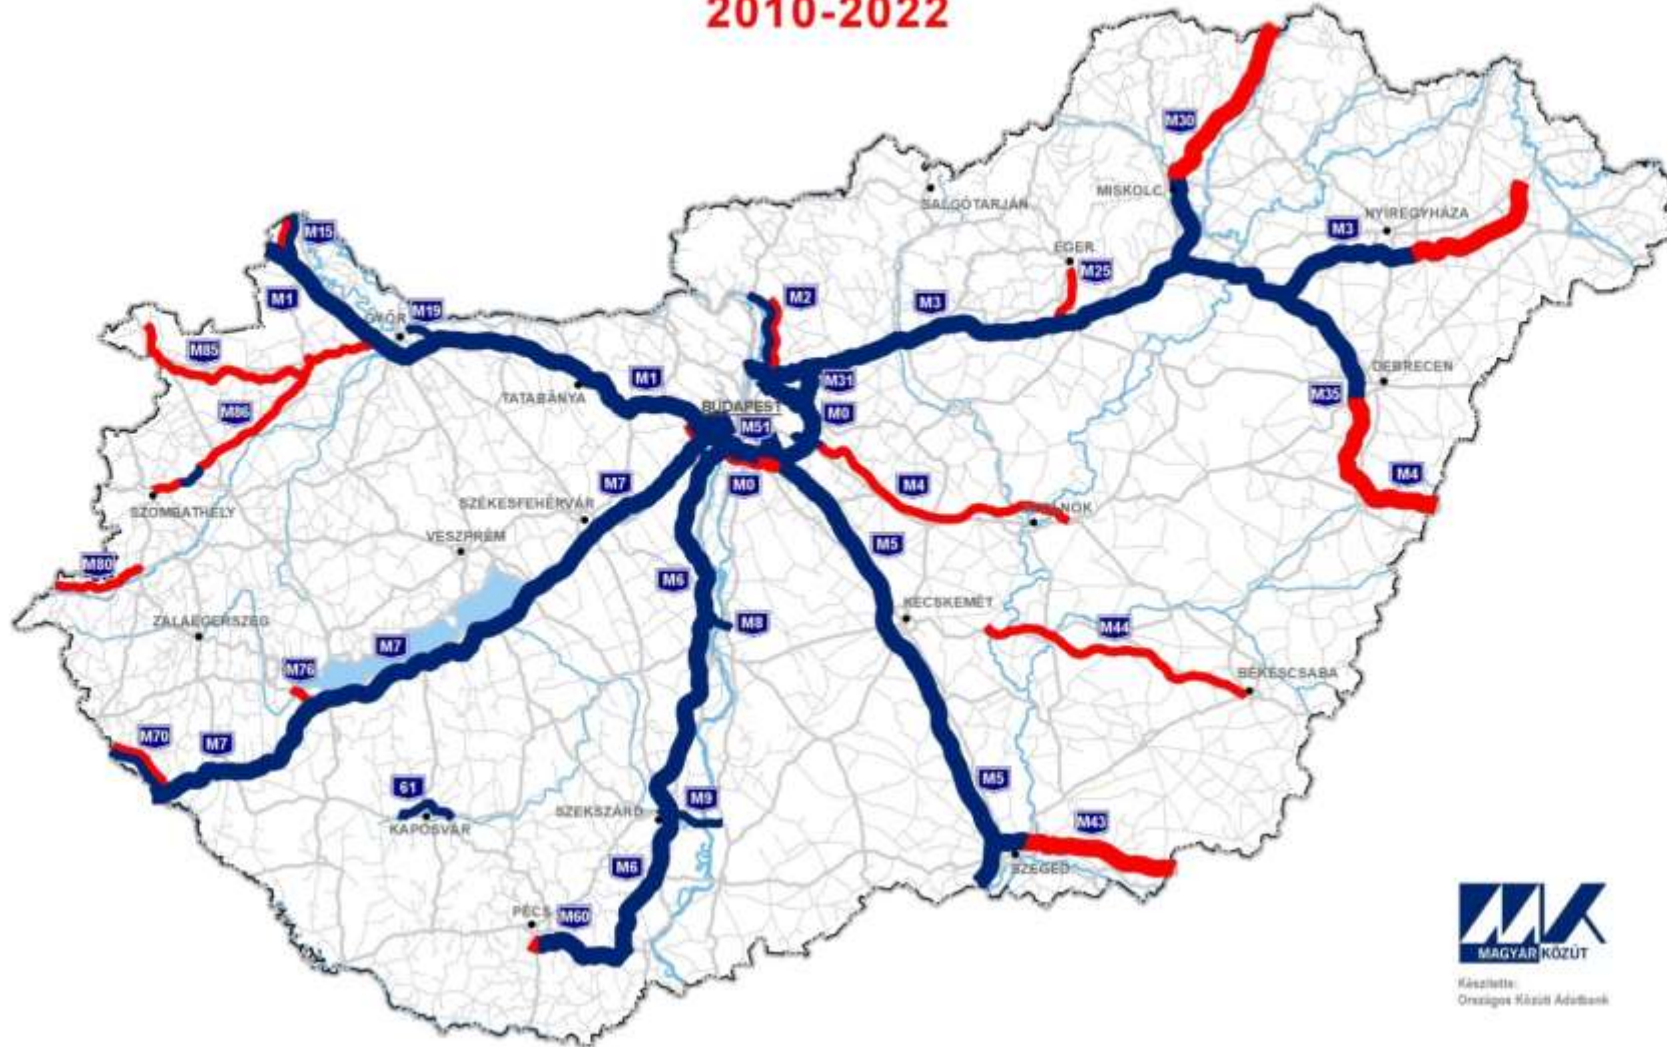 2010-2022
M30
MISKOLC
SALGÓTARJÁN
NYÍREGYHÁZA
M3
M15
EGER
M25
M1
M19
GYŐR
M2
M3
M85
M1
M31
DEBRECEN
TATABÁNYA
BUDAPEST
M35
M86
M51
M0
M7
M0
M4
M4
SZÉKESFEHÉRVÁR
SZOMBATHELY
VESZPRÉM
M5
M80
M6
KECSKEMÉT
ZALAEGERSZEG
M8
M44
M7
M76
BÉKÉSCSABA
M70
M7
61
M5
KAPOSVÁR
SZEKSZÁRD
M9
M43
M6
SZEGED
PÉCS
M60
MAGYAR KÖZÚT
Készítette:
Országos Közúti Adatbank